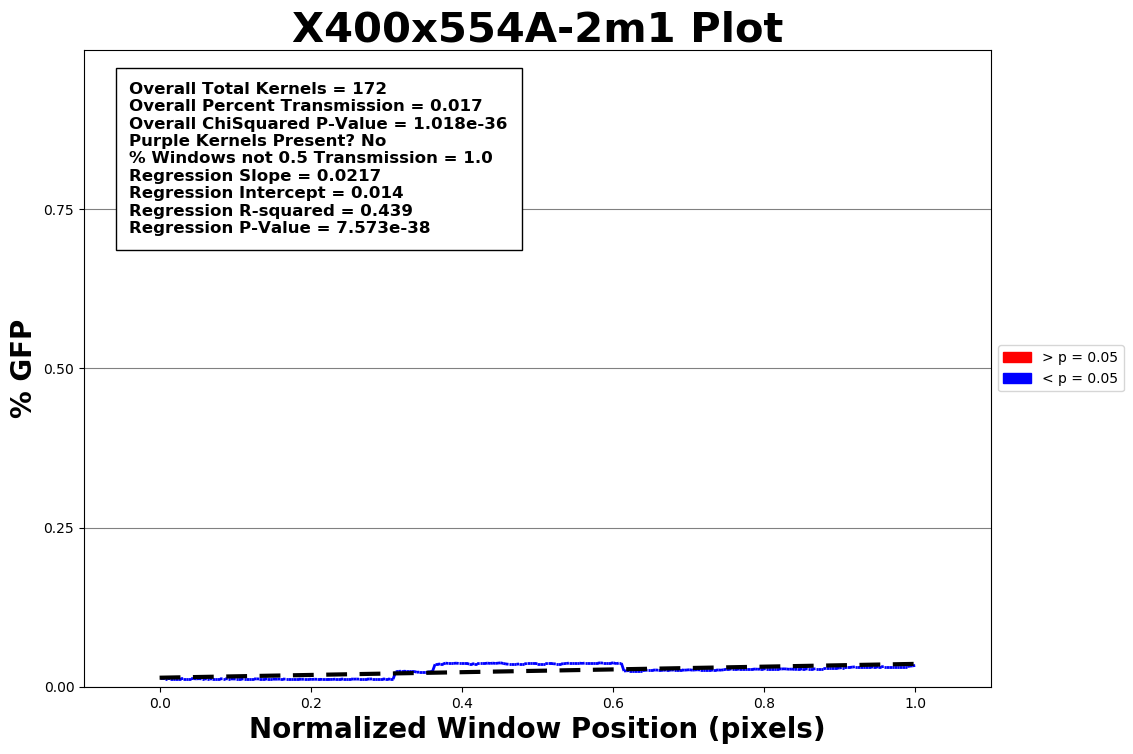 X400x554A-2m1 Plot
Overall Total Kernels = 172
Overall Percent Transmission = 0.017
Overall ChiSquared P-Value = 1.018e-36
Purple Kernels Present? No
% Windows not 0.5 Transmission = 1.0
Regression Slope = 0.0217
Regression Intercept = 0.014
Regression R-squared = 0.439
Regression P-Value = 7.573e-38
% GFP
0.75
0.50
0.25
0.00
> p = 0.05
< p = 0.05
0.0 0.2 0.4 0.6 0.8 1.0
Normalized Window Position (pixels)